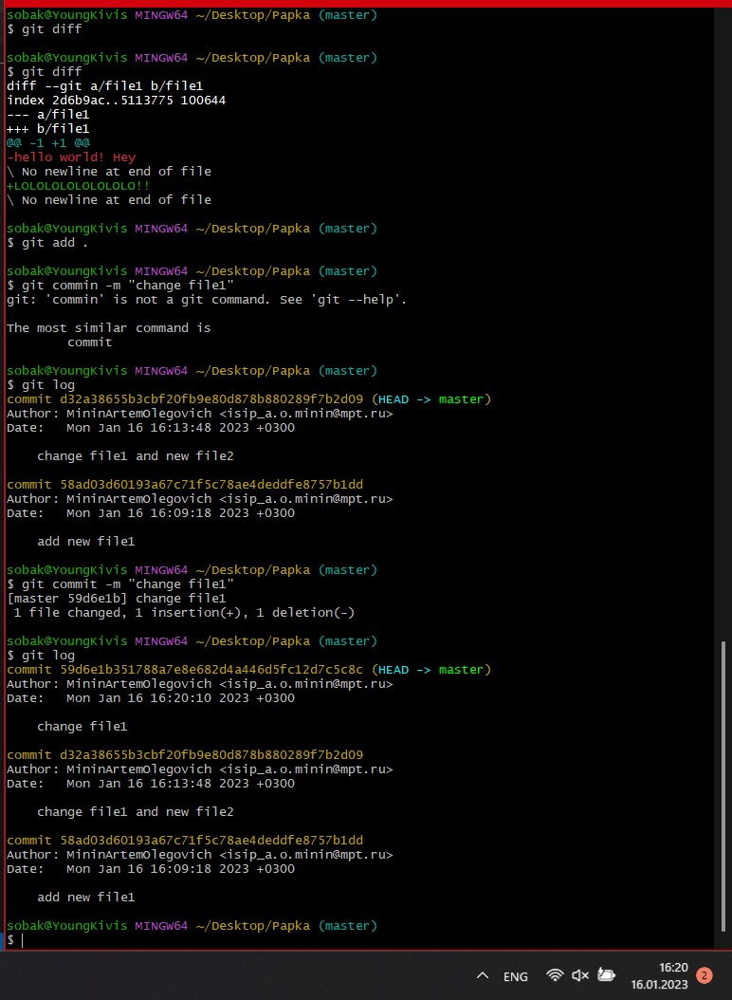 sobak@YoungKivis MINGW64 ~/Desktop/Papka (master)
$ git diff
sobak@YoungKivis MINGW64 ~/Desktop/Papka (master)
$ git diff
diff --git a/file1 b/file1
index 2d6b9ac..5113775 100644
--- a/file1
+++ b/file1
@@ -1 +1 @@
-hello world! Hey
\ No newline at end of file
+LOLOLOLOLOLOLOLO!!
\ No newline at end of file
sobak@YoungKivis MINGW64 ~/Desktop/Papka (master)
$ git add .
sobak@YoungKivis MINGW64 ~/Desktop/Papka (master)
$ git commin -m "change file1"
git: 'commin' is not a git command. See 'git --help'.
The most similar command is
commit
sobak@YoungKivis MINGW64 ~/Desktop/Papka (master)
$ git log
commit d32a38655b3cbf20fb9e80d878b880289f7b2d09 (HEAD -> master)
Author: MininArtemOlegovich <isip_a.o.minin@mpt.ru>
Date:   Mon Jan 16 16:13:48 2023 +0300
change file1 and new file2
commit 58ad03d60193a67c71f5c78ae4deddfe8757b1dd
Author: MininArtemOlegovich <isip_a.o.minin@mpt.ru>
Date:   Mon Jan 16 16:09:18 2023 +0300
add new file1
sobak@YoungKivis MINGW64 ~/Desktop/Papka (master)
$ git commit -m "change file1"
[master 59d6e1b] change file1
1 file changed, 1 insertion(+), 1 deletion(-)
sobak@YoungKivis MINGW64 ~/Desktop/Papka (master)
$ git log
commit 59d6e1b351788a7e8e682d4a446d5fc12d7c5c8c (HEAD -> master)
Author: MininArtemOlegovich <isip_a.o.minin@mpt.ru>
Date:   Mon Jan 16 16:20:10 2023 +0300
change file1
commit d32a38655b3cbf20fb9e80d878b880289f7b2d09
Author: MininArtemOlegovich <isip_a.o.minin@mpt.ru>
Date:   Mon Jan 16 16:13:48 2023 +0300
change file1 and new file2
commit 58ad03d60193a67c71f5c78ae4deddfe8757b1dd
Author: MininArtemOlegovich <isip_a.o.minin@mpt.ru>
Date:   Mon Jan 16 16:09:18 2023 +0300
add new file1
sobak@YoungKivis MINGW64 ~/Desktop/Papka (master)
$
ENG
16:20
16.01.2023
2